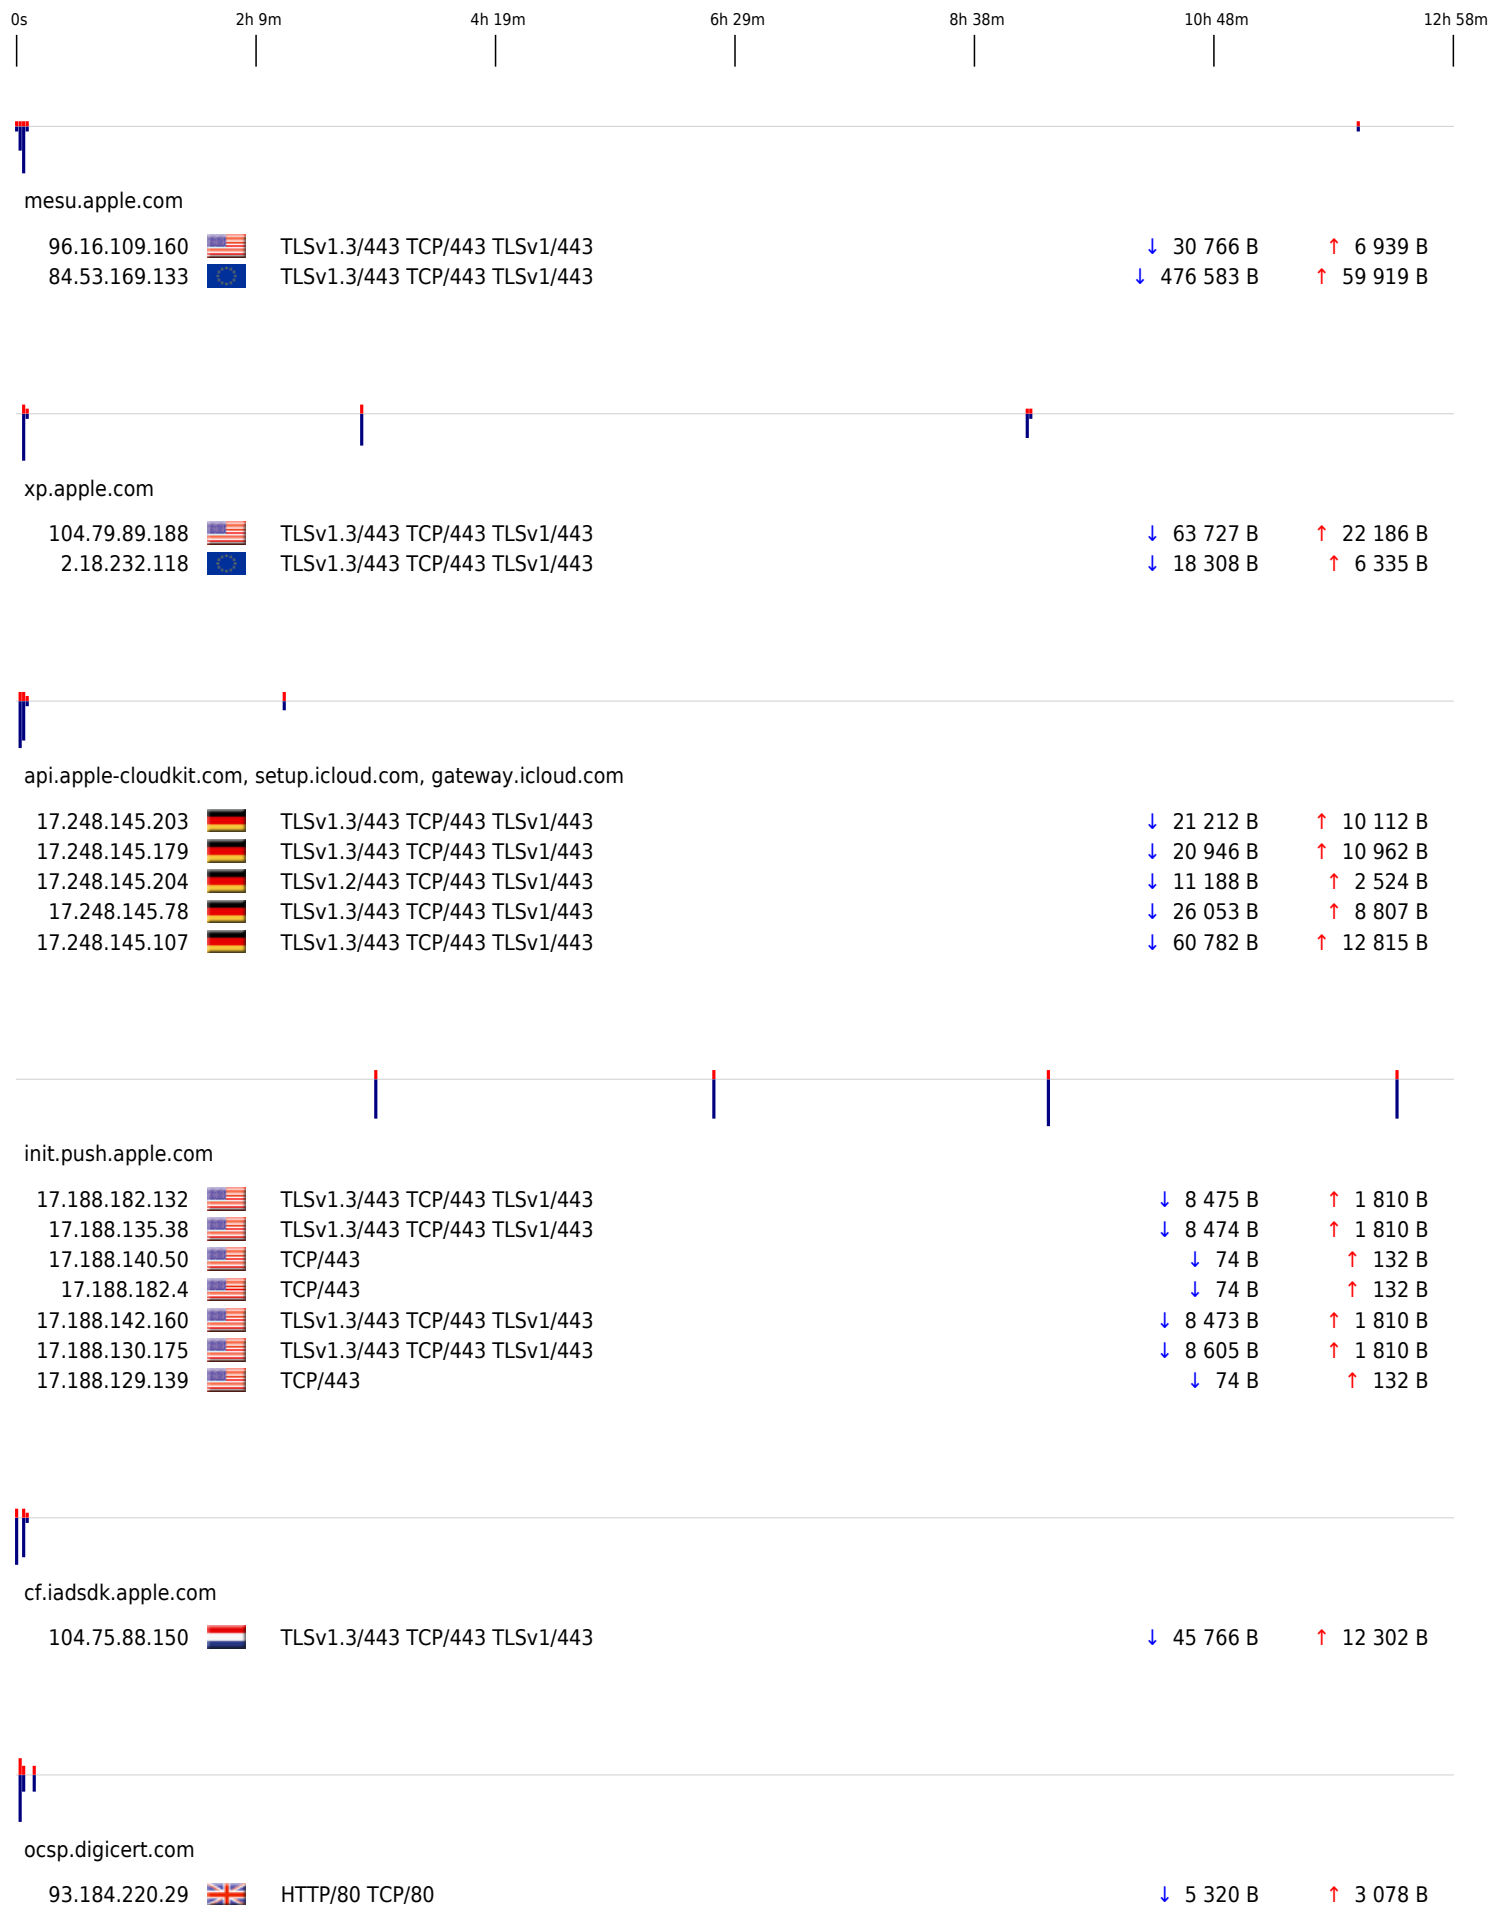 0s 2h 9m 4h 19m 6h 29m 8h 38m 10h 48m 12h 58m
mesu.apple.com
96.16.109.160 TLSv1.3/443 TCP/443 TLSv1/443 ↓ 30 766 B ↑ 6 939 B
84.53.169.133 TLSv1.3/443 TCP/443 TLSv1/443 ↓ 476 583 B ↑ 59 919 B
xp.apple.com
104.79.89.188 TLSv1.3/443 TCP/443 TLSv1/443 ↓ 63 727 B ↑ 22 186 B
2.18.232.118 TLSv1.3/443 TCP/443 TLSv1/443 ↓ 18 308 B ↑ 6 335 B
api.apple-cloudkit.com, setup.icloud.com, gateway.icloud.com
17.248.145.203 TLSv1.3/443 TCP/443 TLSv1/443 ↓ 21 212 B ↑ 10 112 B
17.248.145.179 TLSv1.3/443 TCP/443 TLSv1/443 ↓ 20 946 B ↑ 10 962 B
17.248.145.204 TLSv1.2/443 TCP/443 TLSv1/443 ↓ 11 188 B ↑ 2 524 B
17.248.145.78 TLSv1.3/443 TCP/443 TLSv1/443 ↓ 26 053 B ↑ 8 807 B
17.248.145.107 TLSv1.3/443 TCP/443 TLSv1/443 ↓ 60 782 B ↑ 12 815 B
init.push.apple.com
17.188.182.132 TLSv1.3/443 TCP/443 TLSv1/443 ↓ 8 475 B ↑ 1 810 B
17.188.135.38 TLSv1.3/443 TCP/443 TLSv1/443 ↓ 8 474 B ↑ 1 810 B
17.188.140.50 TCP/443 ↓ 74 B ↑ 132 B
17.188.182.4 TCP/443 ↓ 74 B ↑ 132 B
17.188.142.160 TLSv1.3/443 TCP/443 TLSv1/443 ↓ 8 473 B ↑ 1 810 B
17.188.130.175 TLSv1.3/443 TCP/443 TLSv1/443 ↓ 8 605 B ↑ 1 810 B
17.188.129.139 TCP/443 ↓ 74 B ↑ 132 B
cf.iadsdk.apple.com
104.75.88.150 TLSv1.3/443 TCP/443 TLSv1/443 ↓ 45 766 B ↑ 12 302 B
ocsp.digicert.com
93.184.220.29 HTTP/80 TCP/80 ↓ 5 320 B ↑ 3 078 B